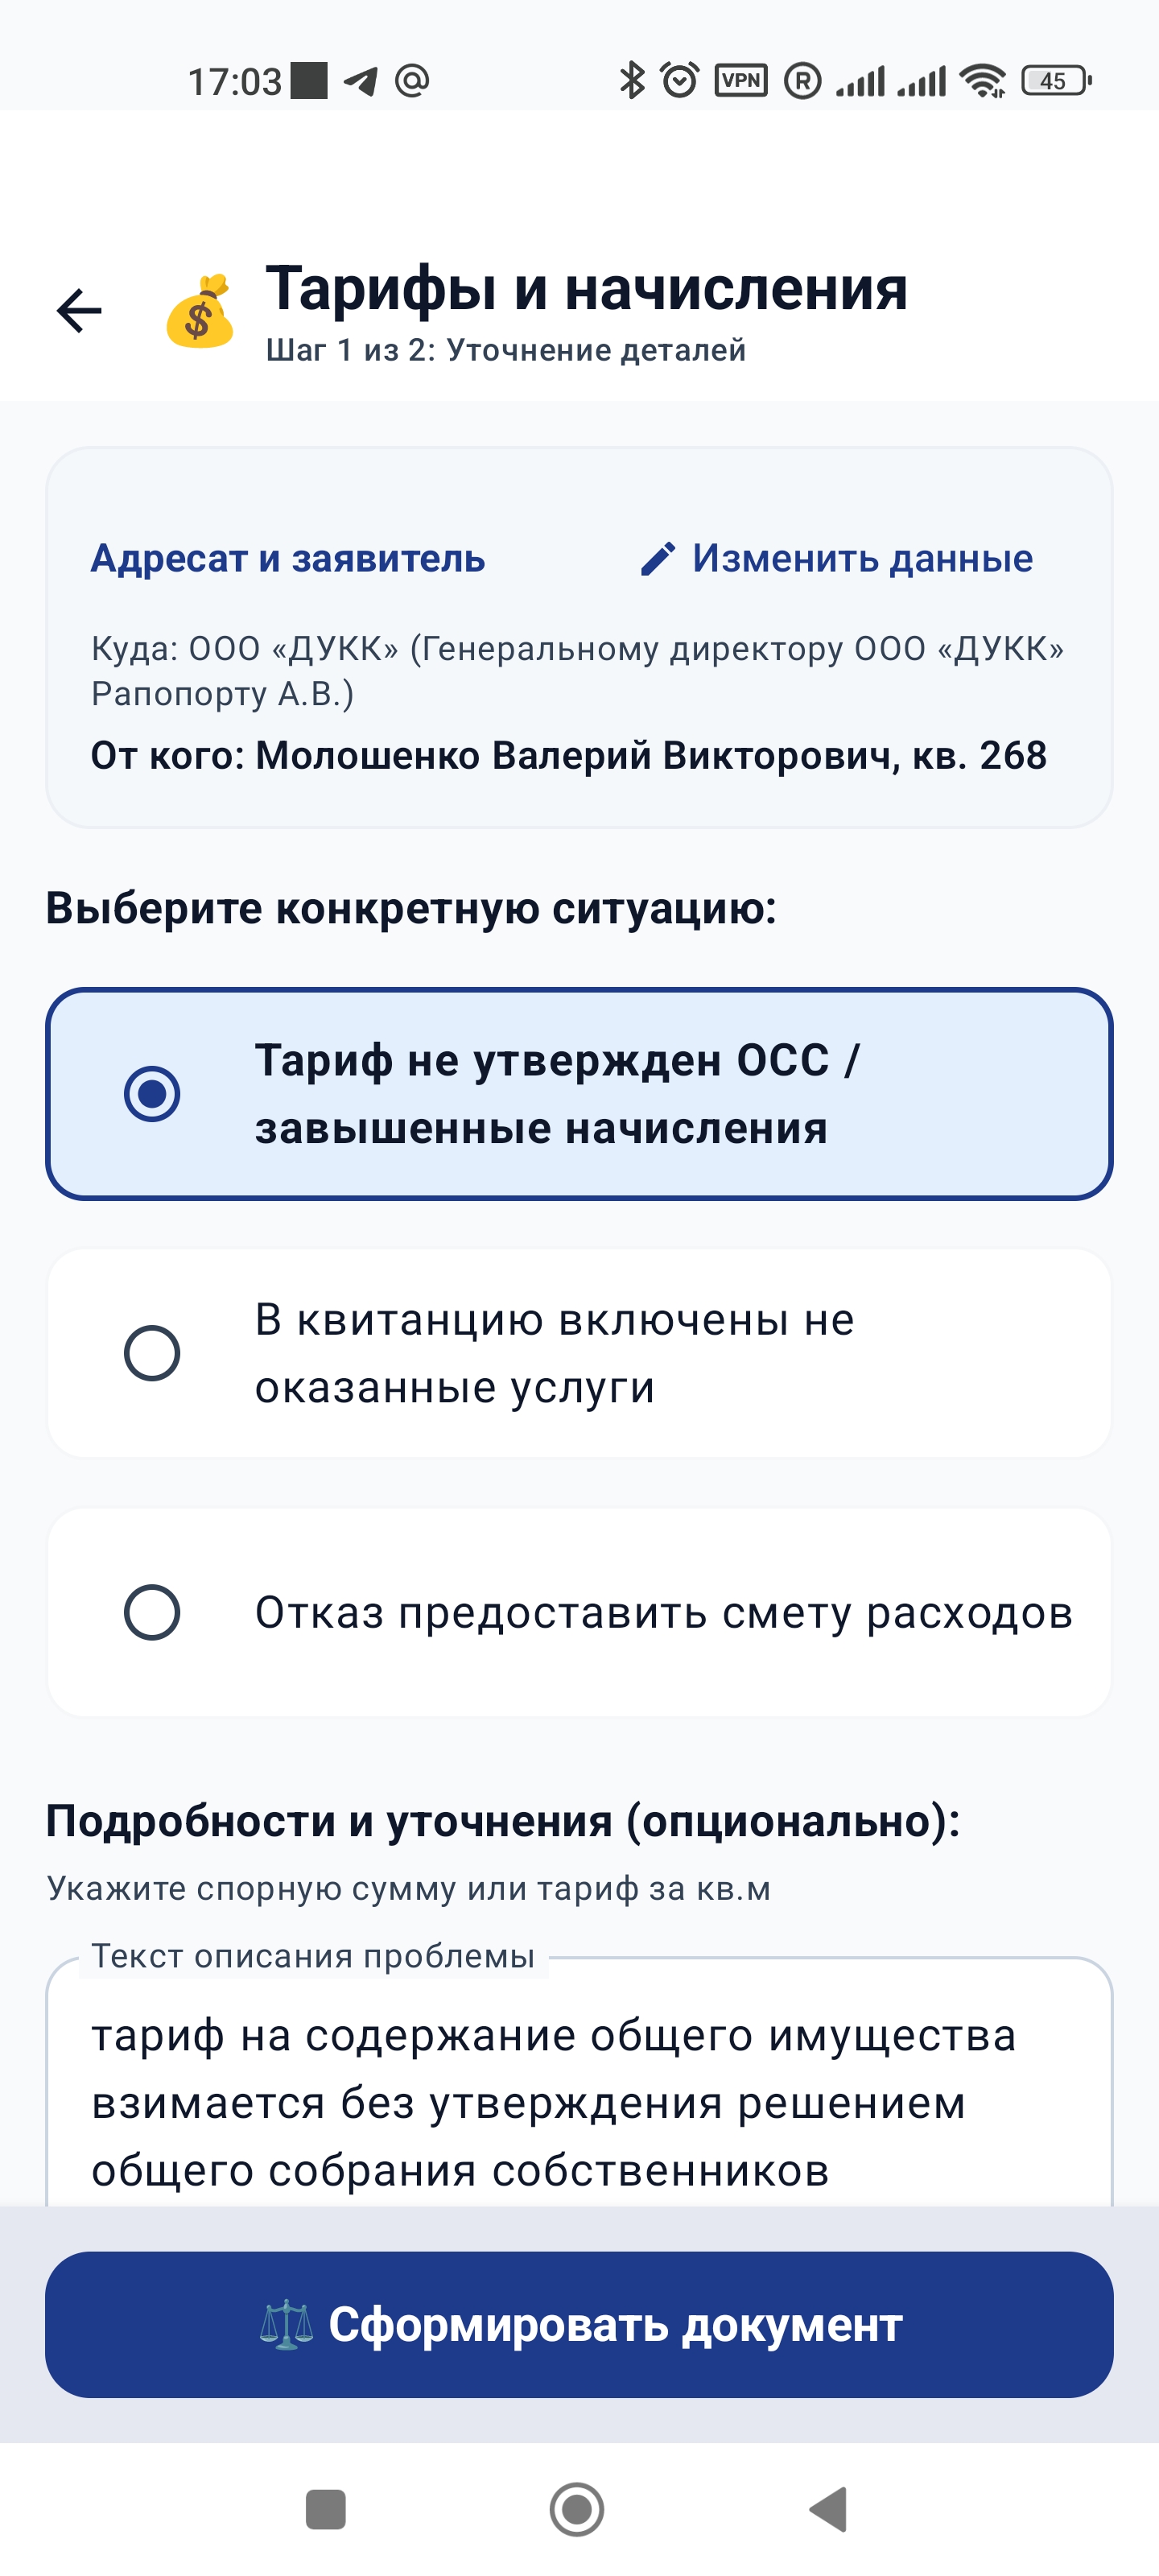 17:03
VPN
R
45
Тарифы и начисления
Шаг 1 из 2: Уточнение деталей
Адресат и заявитель
Изменить данные
Куда: ООО «ДУКК» (Генеральному директору ООО «ДУКК»
Рапопорту А.В.)
От кого: Молошенко Валерий Викторович, кв. 268
Выберите конкретную ситуацию:
Тариф не утвержден ОСС /
завышенные начисления
В квитанцию включены не
оказанные услуги
Отказ предоставить смету расходов
Подробности и уточнения (опционально):
Укажите спорную сумму или тариф за кв.м
Текст описания проблемы
тариф на содержание общего имущества
взимается без утверждения решением
общего собрания собственников
Сформировать документ